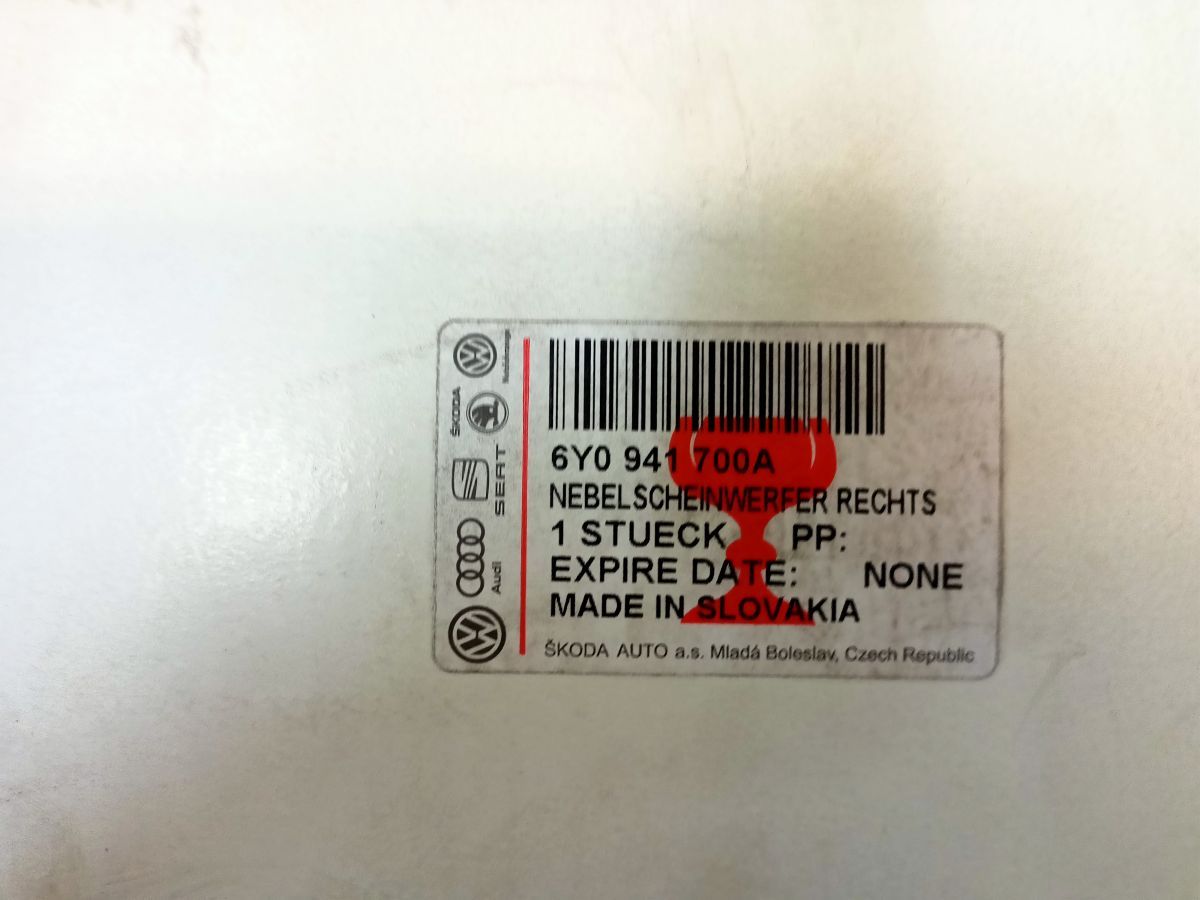 6Y0 941 700A
NEBELSCHEINWERFER RECHTS
1 STUECK PP:
EXPIRE DATE: NONE
MADE IN SLOVAKIA
ŠKODA AUTO a.s. Mladá Boleslav, Czech Republic
Nutzfahrzeuge
ŠKODA
SEAT
Audi